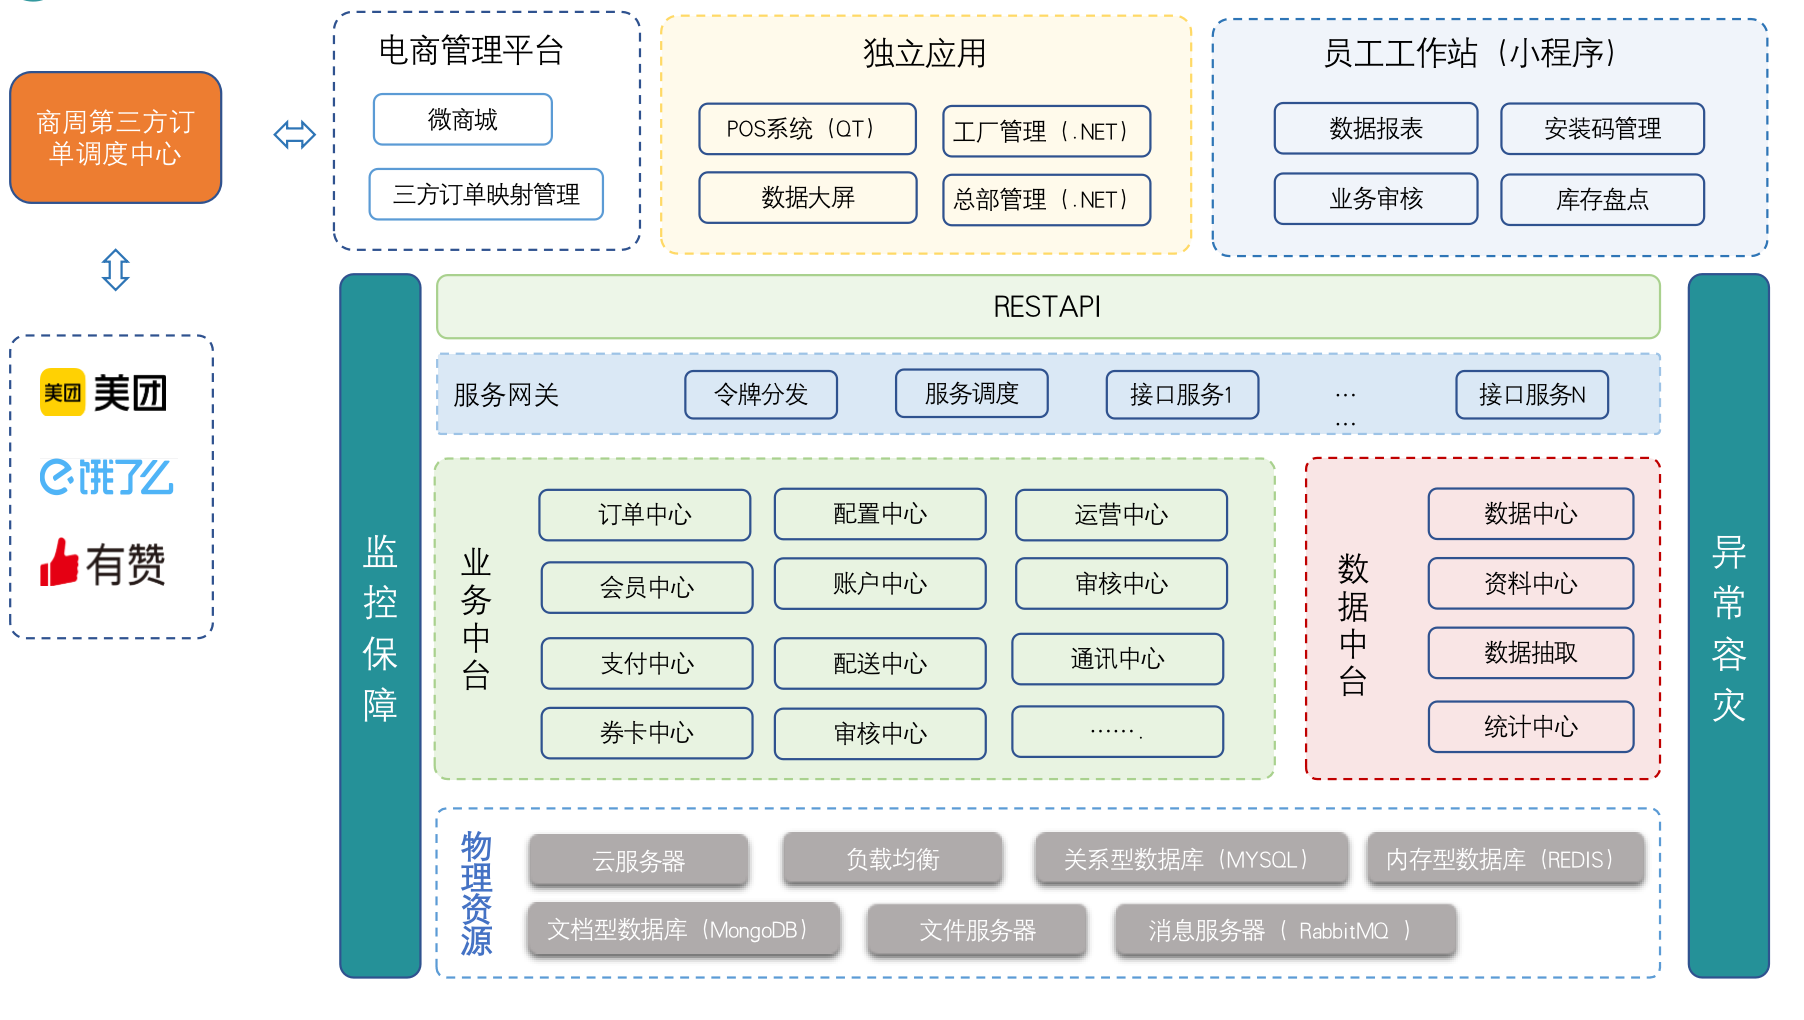 电商管理平台
微商城
三方订单映射管理
独立应用
POS系统（QT）
工厂管理（.NET）
数据大屏
总部管理（.NET）
员工工作站（小程序）
数据报表
安装码管理
业务审核
库存盘点
商周第三方订
单调度中心
美团
美团
饿了么
有赞
监
控
保
障
RESTAPI
服务网关
令牌分发
服务调度
接口服务1
…
…
接口服务N
业
务
中
台
订单中心
配置中心
运营中心
会员中心
账户中心
审核中心
支付中心
配送中心
通讯中心
券卡中心
审核中心
…….
数
据
中
台
数据中心
资料中心
数据抽取
统计中心
异
常
容
灾
物
理
资
源
云服务器
负载均衡
关系型数据库（MYSQL）
内存型数据库（REDIS）
文档型数据库（MongoDB）
文件服务器
消息服务器（ RabbitMQ ）